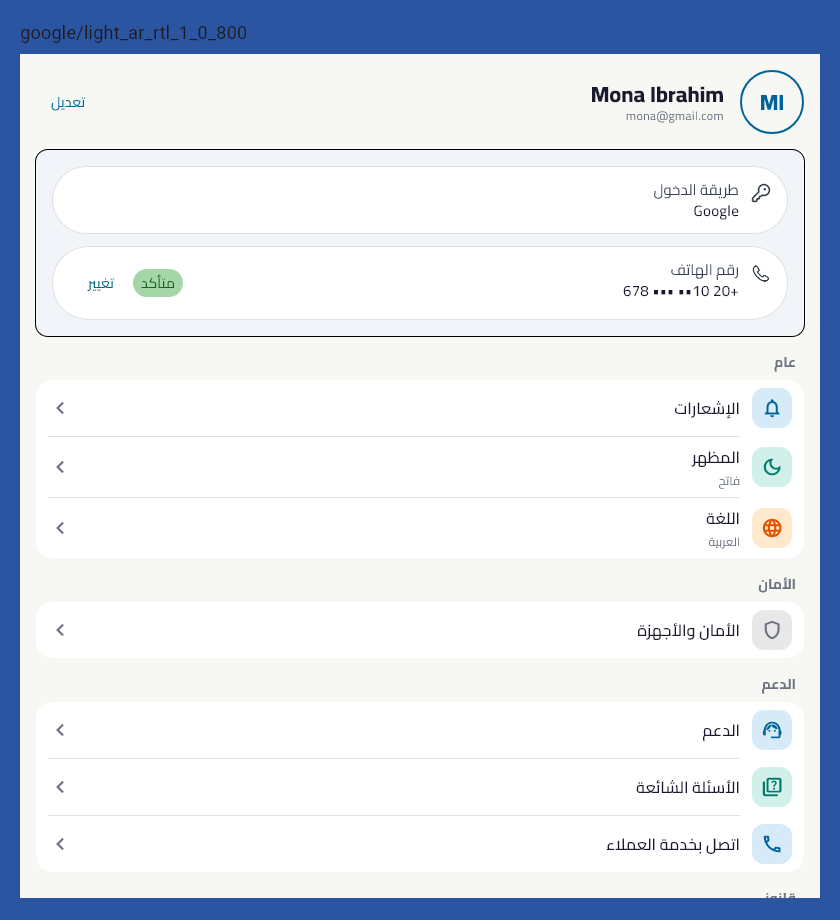 google/light_ar_rtl_1_0_800
MI
Mona Ibrahim
mona@gmail.com
تعديل
طريقة الدخول
Google
رقم الهاتف
+20 10•• ••• 678
متأكد
تغيير
عام
الإشعارات
المظهر
فاتح
اللغة
العربية
الأمان
الأمان والأجهزة
الدعم
الدعم
الأسئلة الشائعة
اتصل بخدمة العملاء